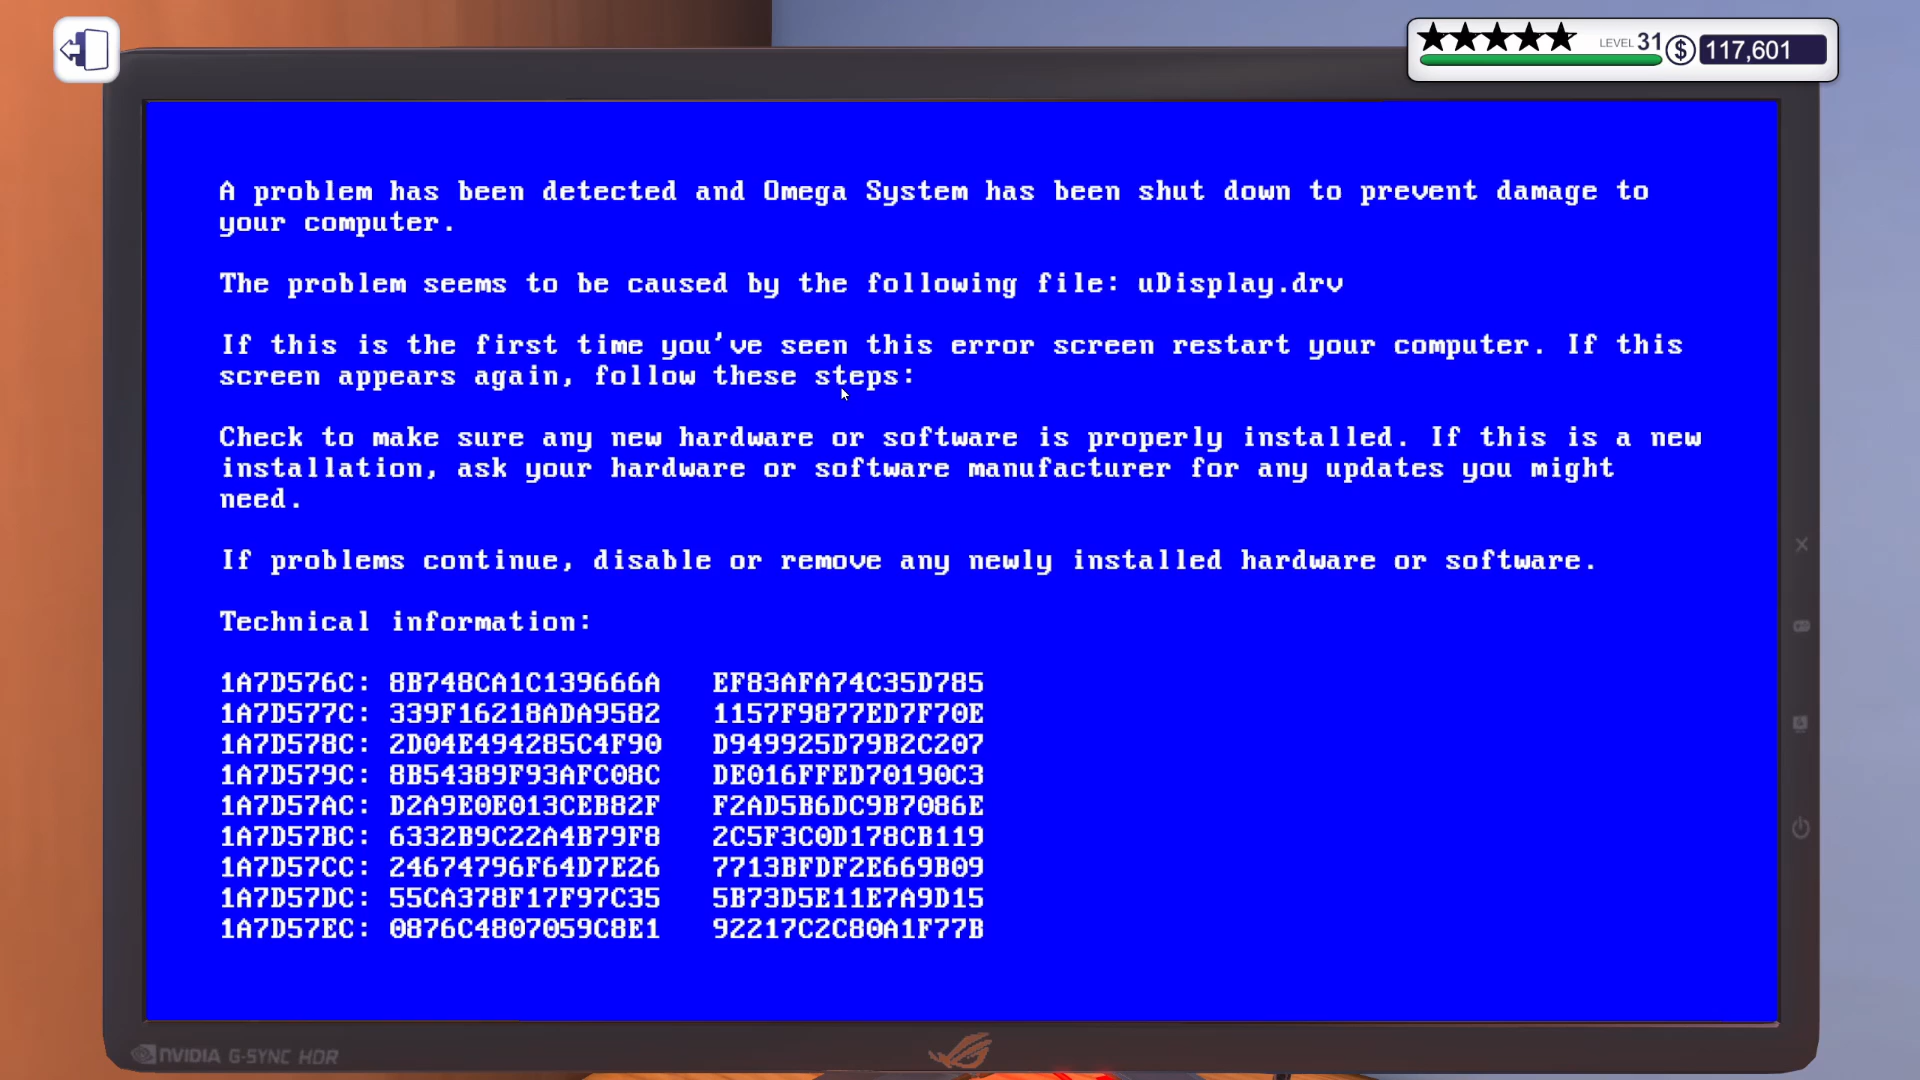 LEVEL 31 $ 117,601
A problem has been detected and Omega System has been shut down to prevent damage to
your computer.
The problem seems to be caused by the following file: uDisplay.drv
If this is the first time you've seen this error screen restart your computer. If this
screen appears again, follow these steps:
Check to make sure any new hardware or software is properly installed. If this is a new
installation, ask your hardware or software manufacturer for any updates you might
need.
If problems continue, disable or remove any newly installed hardware or software.
Technical information:
1A7D576C: 8B748CA1C139666A EF83AFA74C35D785
1A7D577C: 339F16218ADA9582 1157F9877ED7F70E
1A7D578C: 2D04E494285C4F90 D949925D79B2C207
1A7D579C: 8B54389F93AFC08C DE016FFED70190C3
1A7D57AC: D2A9E0E013CEB82F F2AD5B6DC9B7086E
1A7D57BC: 6332B9C22A4B79F8 2C5F3C0D178CB119
1A7D57CC: 24674796F64D7E26 7713BFDF2E669B09
1A7D57DC: 55CA378F17F97C35 5B73D5E11E7A9D15
1A7D57EC: 0876C4807059C8E1 92217C2C80A1F77B
NVIDIA G-SYNC HDR